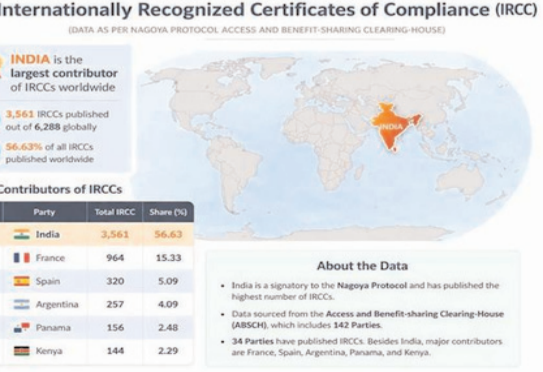 Internationally Recognized Certificates of Compliance (IRCC)
(DATA AS PER NAGOYA PROTOCOL ACCESS AND BENEFIT-SHARING CLEARING-HOUSE)
INDIA is the
largest contributor
of IRCCs worldwide
3,561 IRCCs published
out of 6,288 globally
56.63% of all IRCCs
published worldwide
INDIA
Contributors of IRCCs
Party Total IRCC Share (%)
India 3,561 56.63
France 964 15.33
Spain 320 5.09
Argentina 257 4.09
Panama 156 2.48
Kenya 144 2.29
About the Data
• India is a signatory to the Nagoya Protocol and has published the
highest number of IRCCs.
• Data sourced from the Access and Benefit-sharing Clearing-House
(ABSCH), which includes 142 Parties.
• 34 Parties have published IRCCs. Besides India, major contributors
are France, Spain, Argentina, Panama, and Kenya.